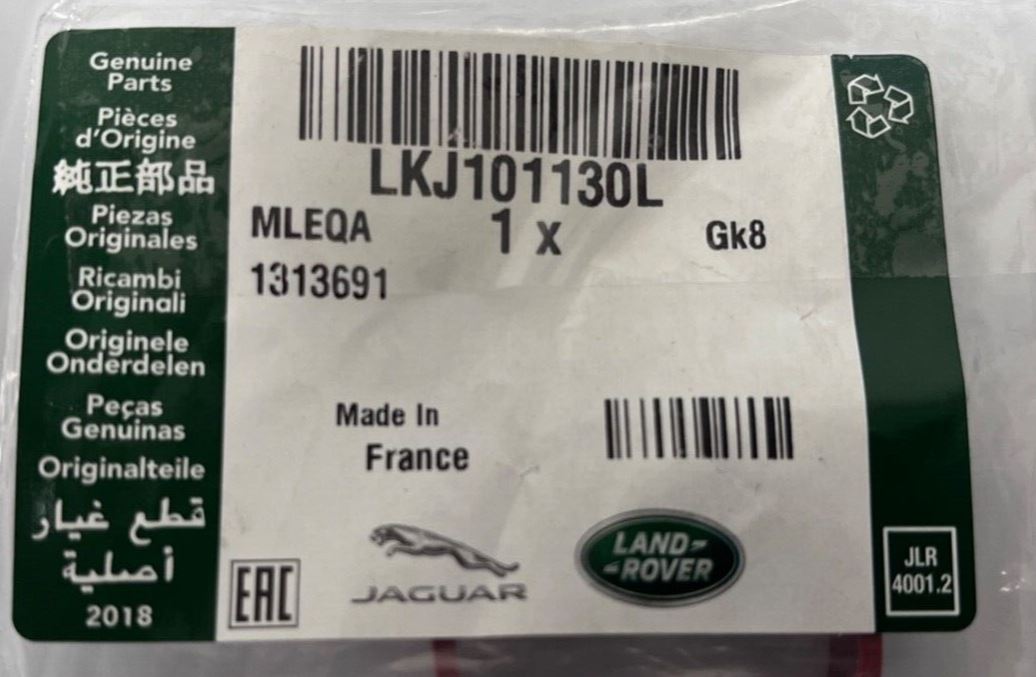 Genuine
Parts
Pièces
d'Origine
純正部品
Piezas
Originales
Ricambi
Originali
Originele
Onderdelen
Peças
Genuinas
Originalteile
قطع غيار
أصلية
2018
LKJ101130L
MLEQA 1 x Gk8
1313691
Made In
France
EAC
JAGUAR
LAND-
-ROVER
JLR
4001.2